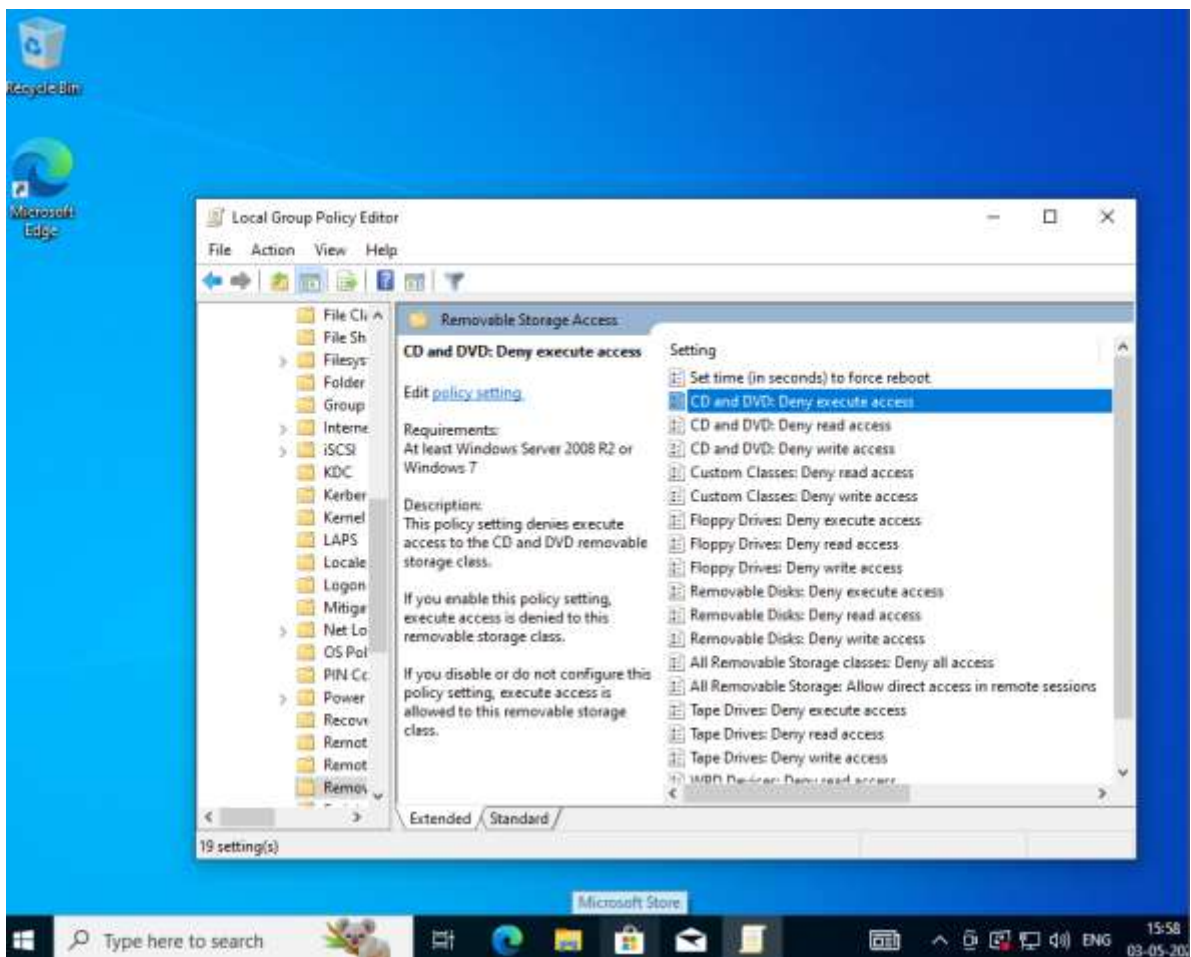 Recycle Bin
Microsoft
Edge
Local Group Policy Editor
File Action View Help
File Cl
File Sh
Filesys
Folder
Group
Interne
iSCSI
KDC
Kerber
Kernel
LAPS
Locale
Logon
Mitiga
Net Lo
OS Pol
PIN Cc
Power
Recove
Remot
Remot
Remov
Removable Storage Access
CD and DVD: Deny execute access
Edit policy setting
Requirements:
At least Windows Server 2008 R2 or
Windows 7
Description:
This policy setting denies execute
access to the CD and DVD removable
storage class.
If you enable this policy setting,
execute access is denied to this
removable storage class.
If you disable or do not configure this
policy setting, execute access is
allowed to this removable storage
class.
Setting
Set time (in seconds) to force reboot
CD and DVD: Deny execute access
CD and DVD: Deny read access
CD and DVD: Deny write access
Custom Classes: Deny read access
Custom Classes: Deny write access
Floppy Drives: Deny execute access
Floppy Drives: Deny read access
Floppy Drives: Deny write access
Removable Disks: Deny execute access
Removable Disks: Deny read access
Removable Disks: Deny write access
All Removable Storage classes: Deny all access
All Removable Storage: Allow direct access in remote sessions
Tape Drives: Deny execute access
Tape Drives: Deny read access
Tape Drives: Deny write access
WPD Devices: Deny read access
Extended Standard
19 setting(s)
Microsoft Store
Type here to search
ENG
15:58
03-05-202